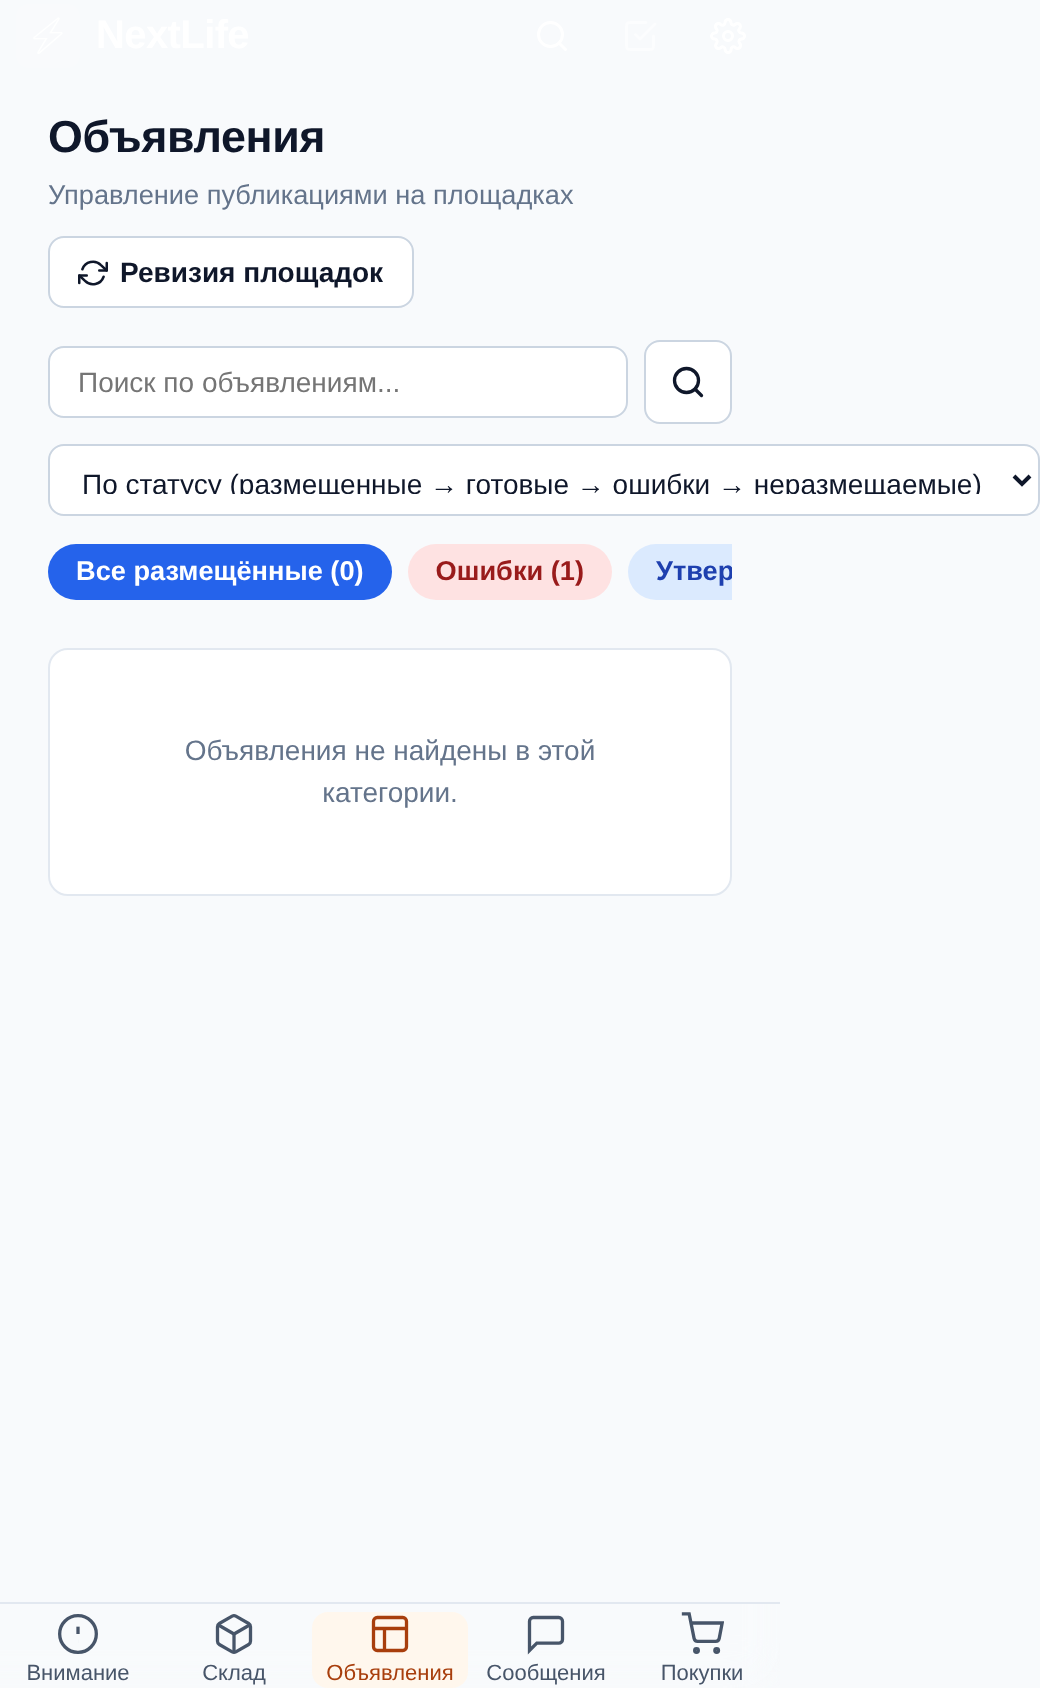 NextLife
Объявления
Управление публикациями на площадках
Ревизия площадок
Поиск по объявлениям...
По статусу (размещенные → готовые → ошибки → неразмещаемые)
Все размещённые (0)
Ошибки (1)
Утвер
Объявления не найдены в этой
категории.
Внимание
Склад
Объявления
Сообщения
Покупки